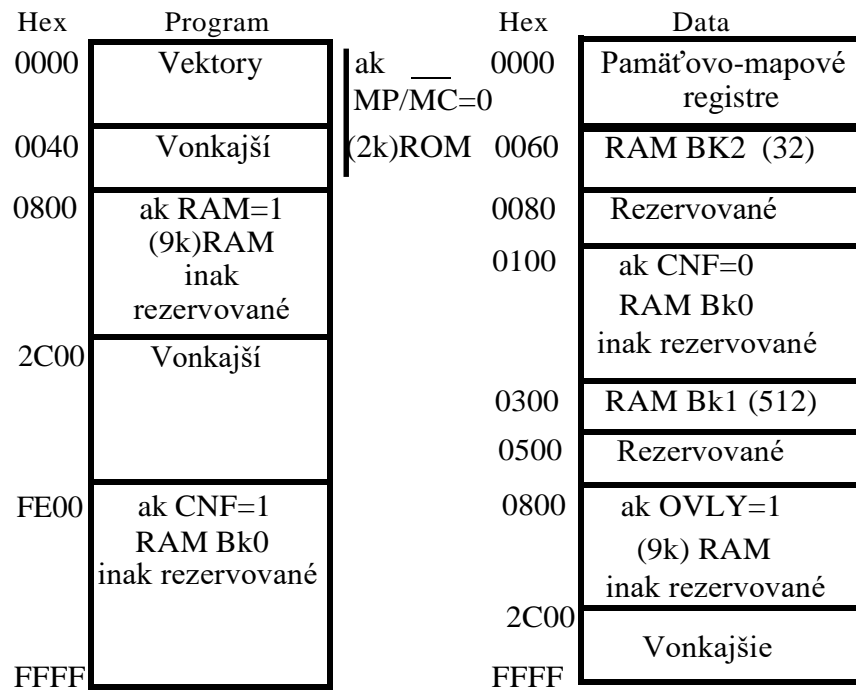 Hex Program
0000 Vektory
0040 Vonkajší
0800 ak RAM=1
(9k)RAM
inak
rezervované
2C00 Vonkajší
FE00 ak CNF=1
RAM Bk0
inak rezervované
FFFF
ak
MP/MC=0
(2k)ROM
Hex Data
0000 Pamäťovo-mapové
registre
0060 RAM BK2 (32)
0080 Rezervované
0100 ak CNF=0
RAM Bk0
inak rezervované
0300 RAM Bk1 (512)
0500 Rezervované
0800 ak OVLY=1
(9k) RAM
inak rezervované
2C00
Vonkajšie
FFFF